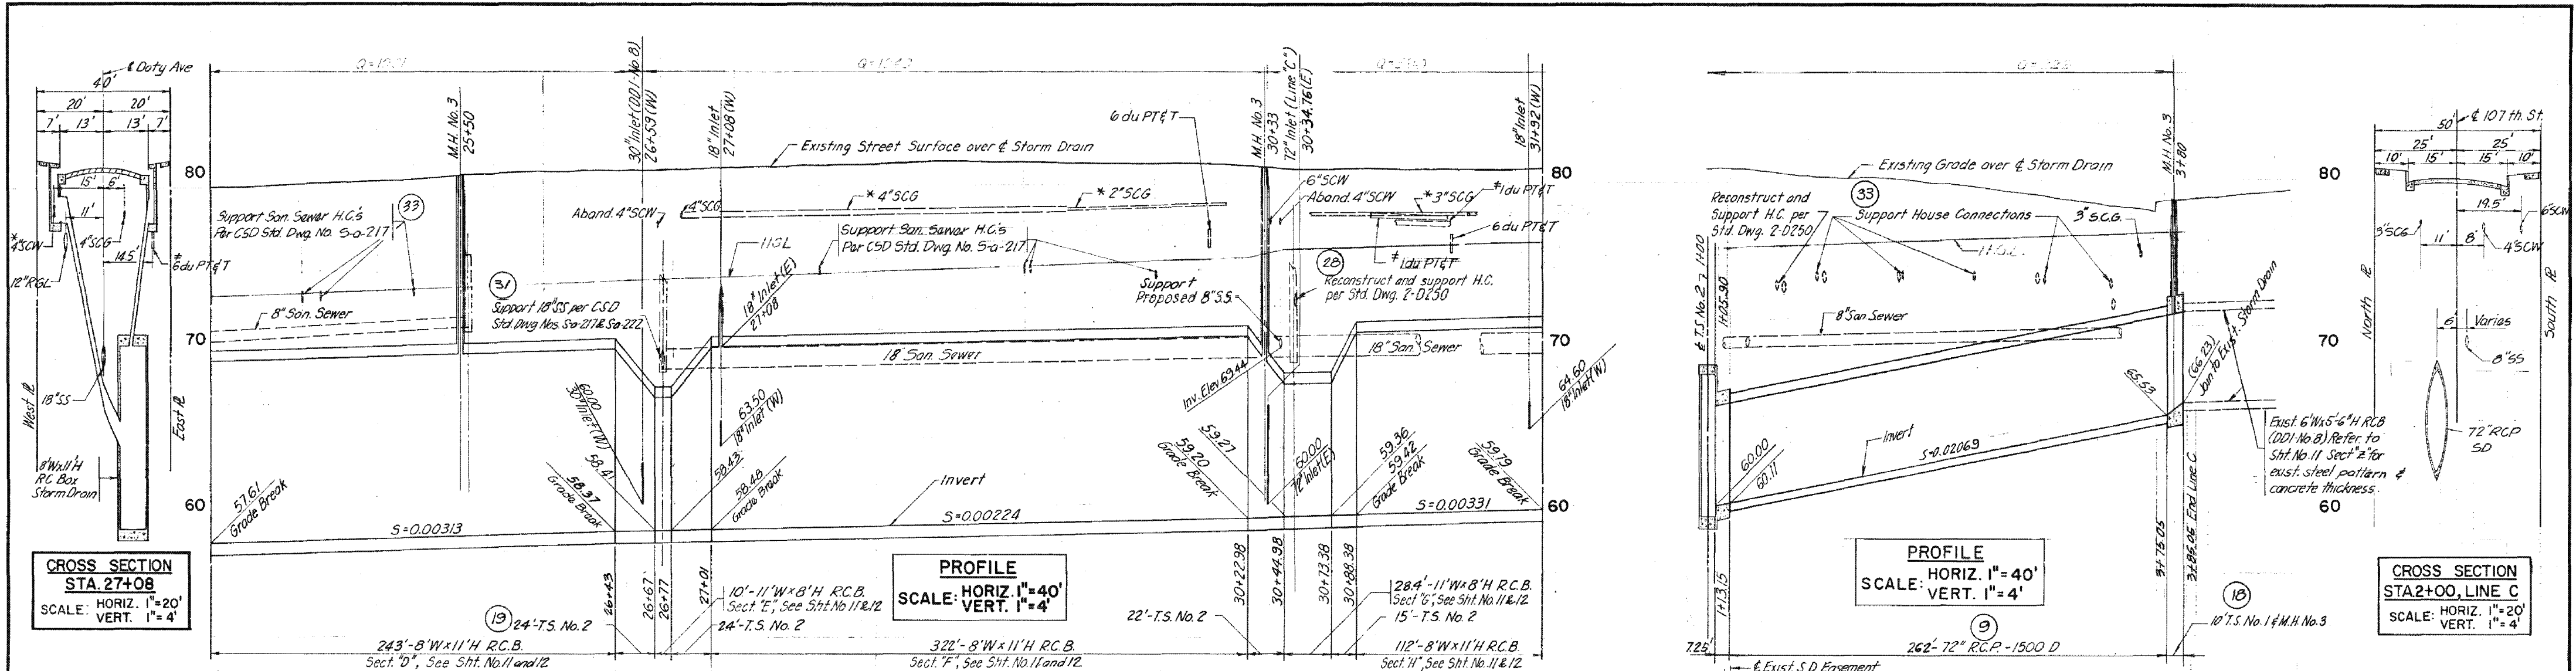 ℄ Doty Ave
40'
20' 20'
7' 13' 13' 7'
15' 6'
11'
4"SCG
14.5'
* 4"SCW
12"RGL
* 6 du PT&T
18"SS
West ℞
East ℞
8'Wx11'H
RC Box
Storm Drain
CROSS SECTION
STA. 27+08
SCALE: HORIZ. 1"=20'
VERT. 1"=4'
80
70
60
M.H. No. 3
25+50
30" Inlet (DDI-No 8)
26+59 (W)
18" Inlet
27+08 (W)
6 du PT&T
M.H. No. 3
30+33
72" Inlet (Line "C")
30+34.76 (E)
18" Inlet
31+92 (W)
Existing Street Surface over ℄ Storm Drain
80
70
60
Support San. Sewer H.C.'s
Per CSD Std. Dwg. No. S-a-217
33
Aband. 4"SCW
4"SCG
* 4"SCG
* 2"SCG
6"SCW
Aband. 4"SCW
* 3"SCG
* 1 du PT&T
6 du PT&T
* 1 du PT&T
Support San. Sewer H.C.'s
Per CSD Std. Dwg. No. S-a-217
18" Inlet (E)
27+08
8" San. Sewer
31
Support 18"SS per CSD
Std. Dwg Nos. S-a-217 & S-a-222
18" San. Sewer
Support
Proposed 8"S.S.
28
Reconstruct and support H.C.
per Std. Dwg. 2-D250
18" San. Sewer
Inv. Elev. 69.44
57.61
Grade Break
60.00
30" Inlet (W)
58.41
58.37
Grade Break
63.50
18" Inlet (W)
58.43
58.48
Grade Break
Invert
59.27
59.20
Grade Break
60.00
72" Inlet (E)
59.36
59.42
Grade Break
64.60
18" Inlet (W)
59.79
Grade Break
S=0.00313
S=0.00224
S=0.00331
26+43
26+67
26+77
27+01
30+22.98
30+44.98
30+73.38
30+88.38
10'-11'Wx8'H R.C.B.
Sect. "E", See Sht. No 11 & 12
19
24'-T.S. No. 2
24'-T.S. No. 2
PROFILE
SCALE: HORIZ. 1"=40'
VERT. 1"=4'
22'-T.S. No. 2
28.4'-11'Wx8'H R.C.B.
Sect "G", See Sht. No. 11 & 12
15'-T.S. No. 2
243'-8'Wx11'H R.C.B.
Sect. "D", See Sht. No. 11 and 12
322'-8'Wx11'H R.C.B.
Sect. "F", See Sht. No. 11 and 12
112'-8'Wx11'H R.C.B.
Sect. "H", See Sht. No. 11 & 12
M.H. No. 3
3+80
Existing Grade over ℄ Storm Drain
Reconstruct and
Support H.C. per
Std. Dwg. 2-D250
33
Support House Connections
3"S.C.G.
℄ T.S. No. 2 1+00
1+05.90
8" San Sewer
60.00
60.11
Invert
S=0.02069
65.53
(66.23)
Join to Exist. Storm Drain
Exist. 6'Wx5'-6"H RCB
(DDI-No 8) Refer to
Sht. No. 11 Sect "Z" for
exist. steel pattern &
concrete thickness.
80
70
60
1+13.15
3+75.05
3+85.05 End Line C
PROFILE
SCALE: HORIZ. 1"=40'
VERT. 1"=4'
18
10' T.S. No. 1 & M.H. No. 3
7.25'
9
262'-72" R.C.P.-1500 D
℄ Exist. S.D. Easement
℄ 107 th. St.
50'
25' 25'
10' 15' 15' 10'
19.5'
6"SCW
3"SCG
11' 8'
4"SCW
North ℞
South ℞
6' Varies
8"SS
72"RCP
SD
CROSS SECTION
STA. 2+00, LINE C
SCALE: HORIZ. 1"=20'
VERT. 1"=4'